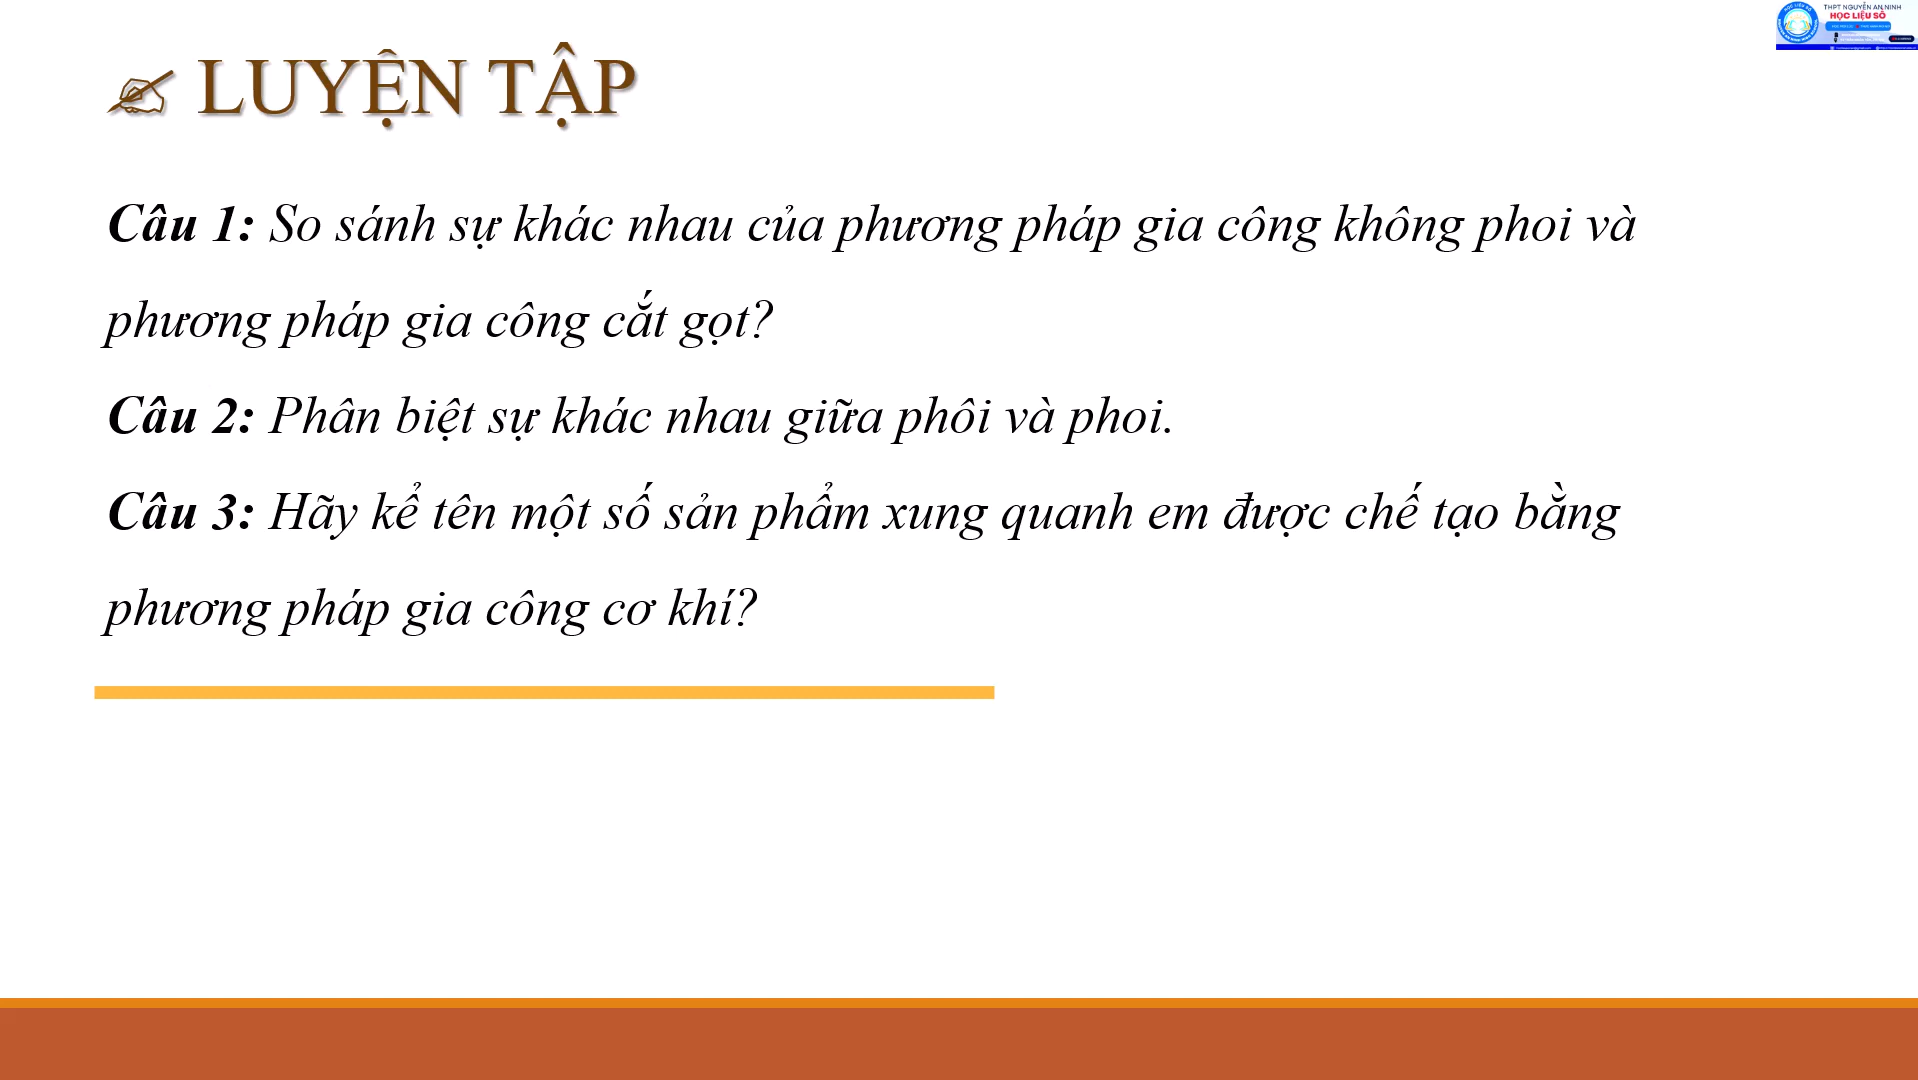 LUYỆN TẬP
THPT NGUYỄN AN NINH
HỌC LIỆU SỐ
Câu 1: So sánh sự khác nhau của phương pháp gia công không phoi và
phương pháp gia công cắt gọt?
Câu 2: Phân biệt sự khác nhau giữa phôi và phoi.
Câu 3: Hãy kể tên một số sản phẩm xung quanh em được chế tạo bằng
phương pháp gia công cơ khí?